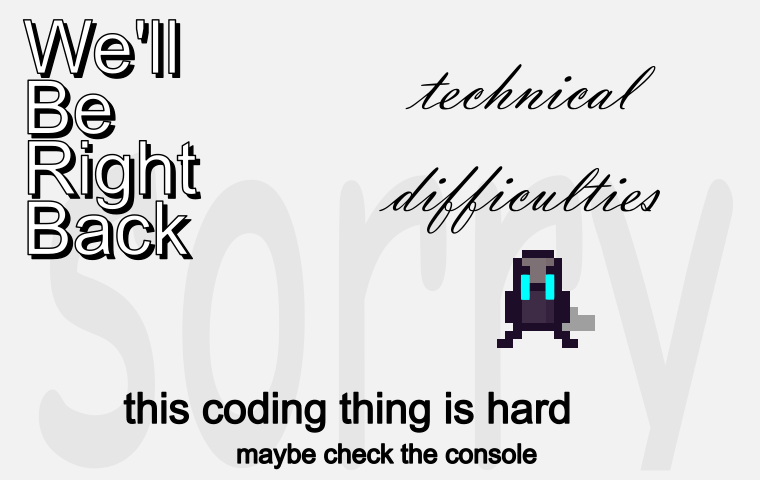 We'll
Be
Right
Back
technical
difficulties
sorry
this coding thing is hard
maybe check the console